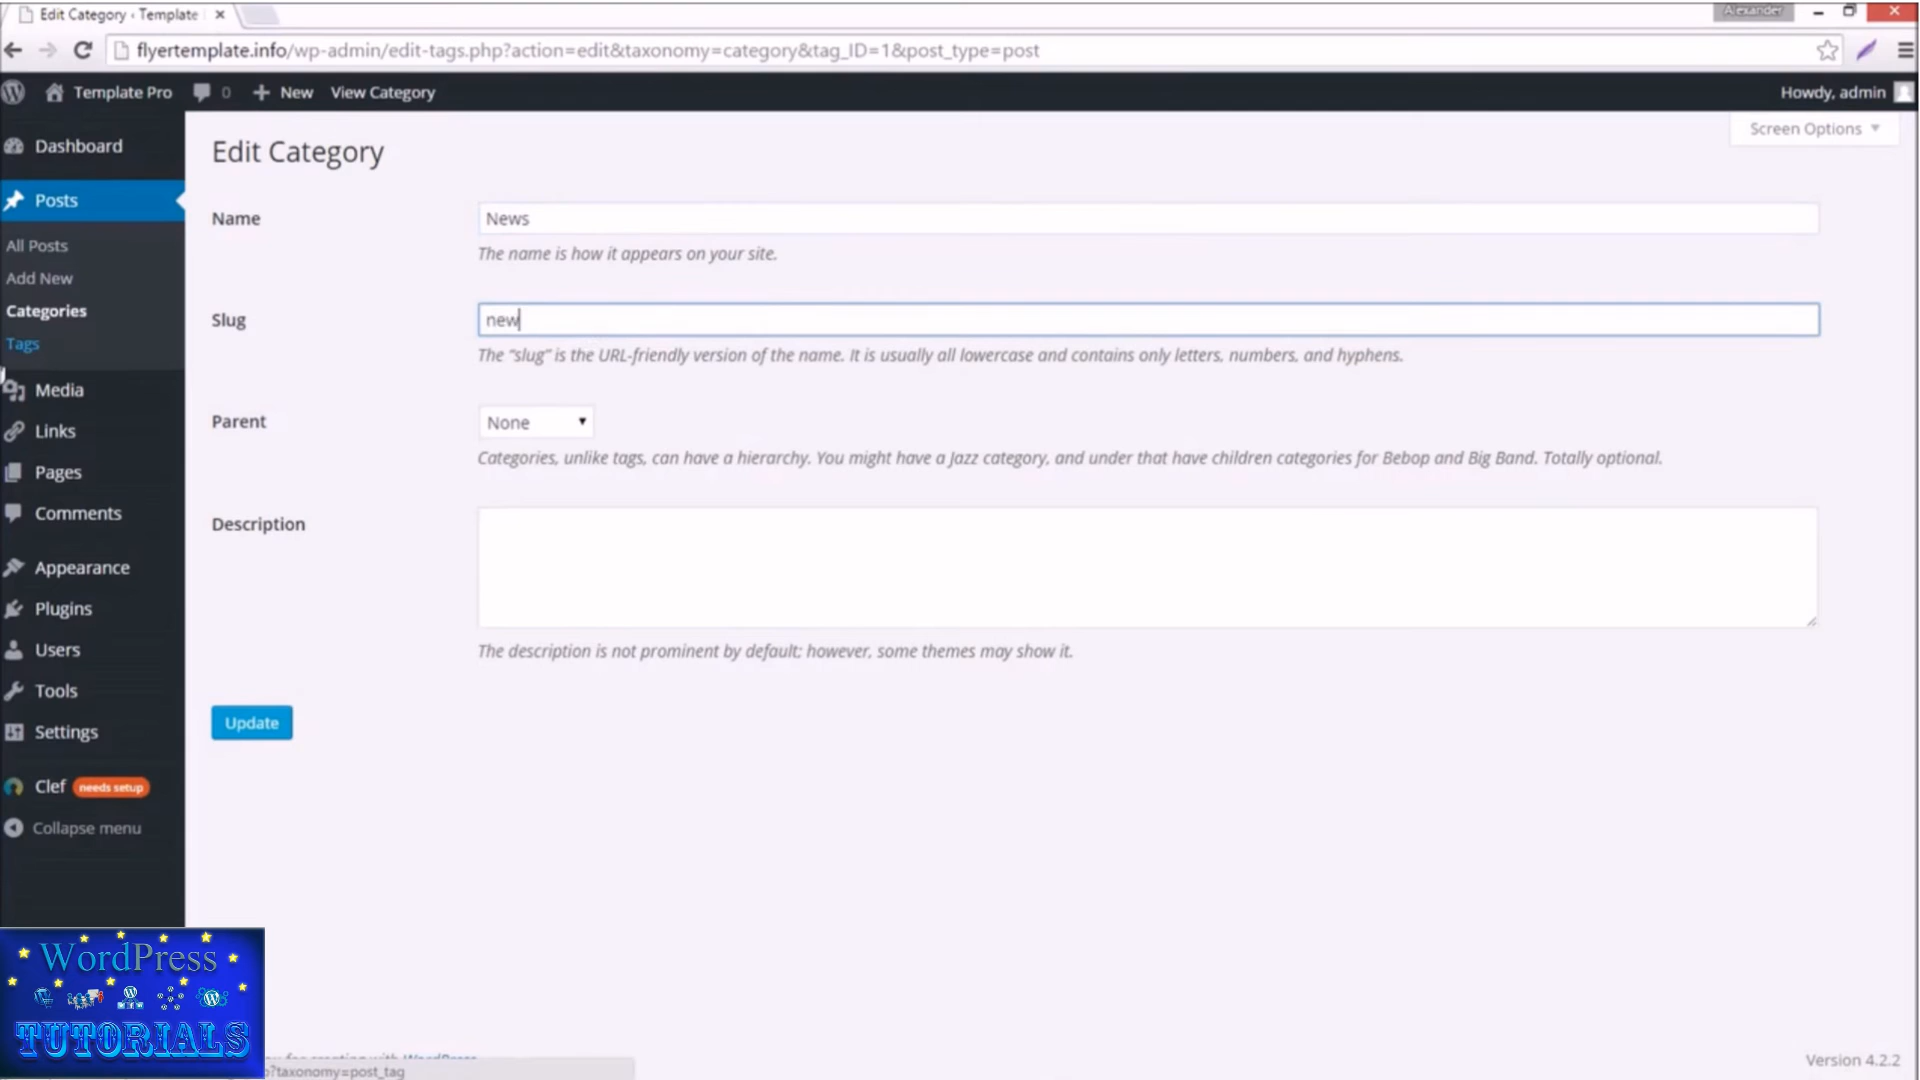 Edit Category ‹ Template
Alexander
flyertemplate.info/wp-admin/edit-tags.php?action=edit&taxonomy=category&tag_ID=1&post_type=post
Template Pro 0 New View Category Howdy, admin
Screen Options
Dashboard
Posts
All Posts
Add New
Categories
Tags
Media
Links
Pages
Comments
Appearance
Plugins
Users
Tools
Settings
Clef needs setup
Collapse menu
Edit Category
Name News
The name is how it appears on your site.
Slug new
The “slug” is the URL-friendly version of the name. It is usually all lowercase and contains only letters, numbers, and hyphens.
Parent None
Categories, unlike tags, can have a hierarchy. You might have a Jazz category, and under that have children categories for Bebop and Big Band. Totally optional.
Description
The description is not prominent by default; however, some themes may show it.
Update
WordPress
TUTORIALS
for creating with WordPress
?taxonomy=post_tag
Version 4.2.2